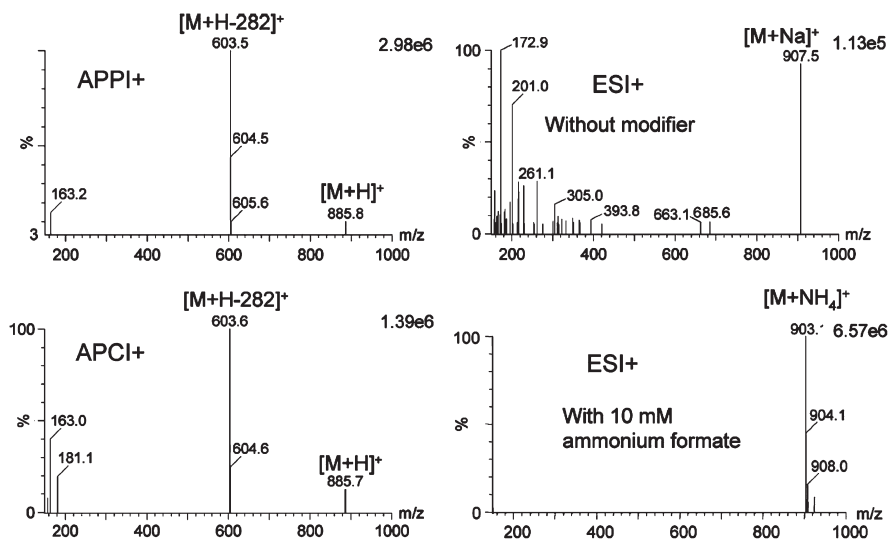 [M+H-282]⁺
603.5
2.98e6
APPI+
%
604.5
163.2
605.6
[M+H]⁺
885.8
3
200 400 600 800 1000 m/z
[M+Na]⁺
1.13e5
907.5
100
172.9
ESI+
201.0
Without modifier
%
261.1
305.0
393.8
663.1 685.6
0
200 400 600 800 1000 m/z
[M+H-282]⁺
603.6
1.39e6
100
APCI+
%
163.0
604.6
181.1
[M+H]⁺
885.7
0
200 400 600 800 1000 m/z
[M+NH₄]⁺
903. 6.57e6
100
ESI+
With 10 mM
ammonium formate
%
904.1
908.0
0
200 400 600 800 1000 m/z